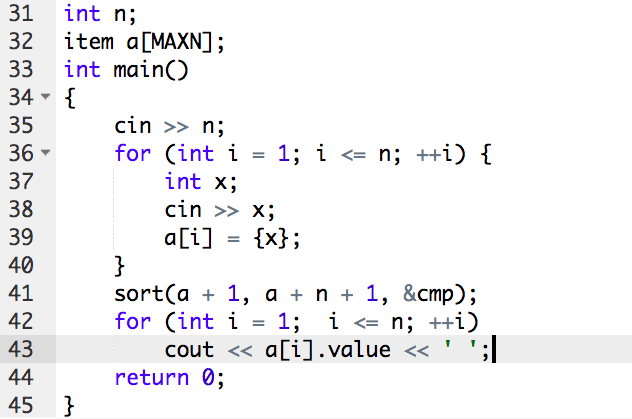 31 int n;
32 item a[MAXN];
33 int main()
34 {
35     cin >> n;
36     for (int i = 1; i <= n; ++i) {
37         int x;
38         cin >> x;
39         a[i] = {x};
40     }
41     sort(a + 1, a + n + 1, &cmp);
42     for (int i = 1;  i <= n; ++i)
43         cout << a[i].value << ' ';
44     return 0;
45 }